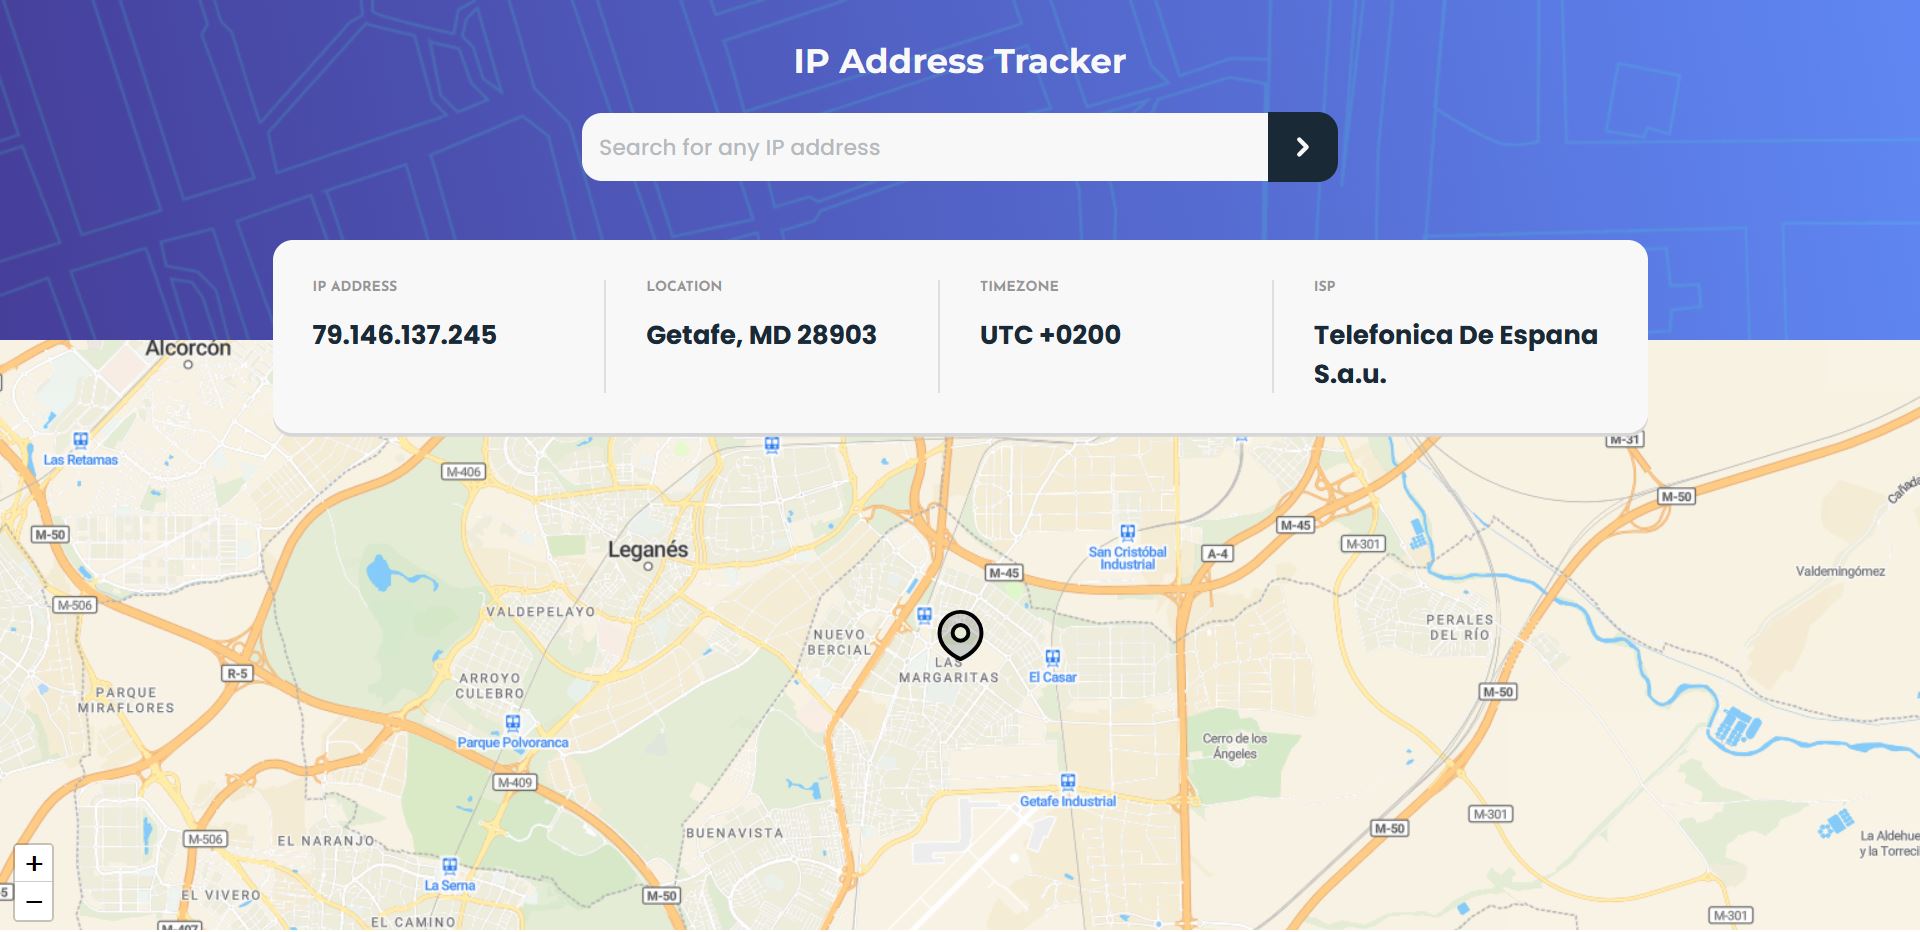 IP Address Tracker
Search for any IP address
IP ADDRESS
79.146.137.245
LOCATION
Getafe, MD 28903
TIMEZONE
UTC +0200
ISP
Telefonica De Espana
S.a.u.
Alcorcón
Las Retamas
M-406
M-31
M-50
Cañada
M-50
M-45
M-301
A-4
San Cristóbal
Industrial
Leganés
M-45
Valdemingómez
M-506
VALDEPELAYO
NUEVO
BERCIAL
PERALES
DEL RÍO
LAS
MARGARITAS
El Casar
R-5
ARROYO
CULEBRO
PARQUE
MIRAFLORES
M-50
Parque Polvoranca
Cerro de los
Ángeles
M-409
Getafe Industrial
M-301
M-50
BUENAVISTA
M-506
EL NARANJO
La Aldehue
y la Torreci
+
−
La Serna
5
EL VIVERO
M-50
EL CAMINO
M-407
M-301